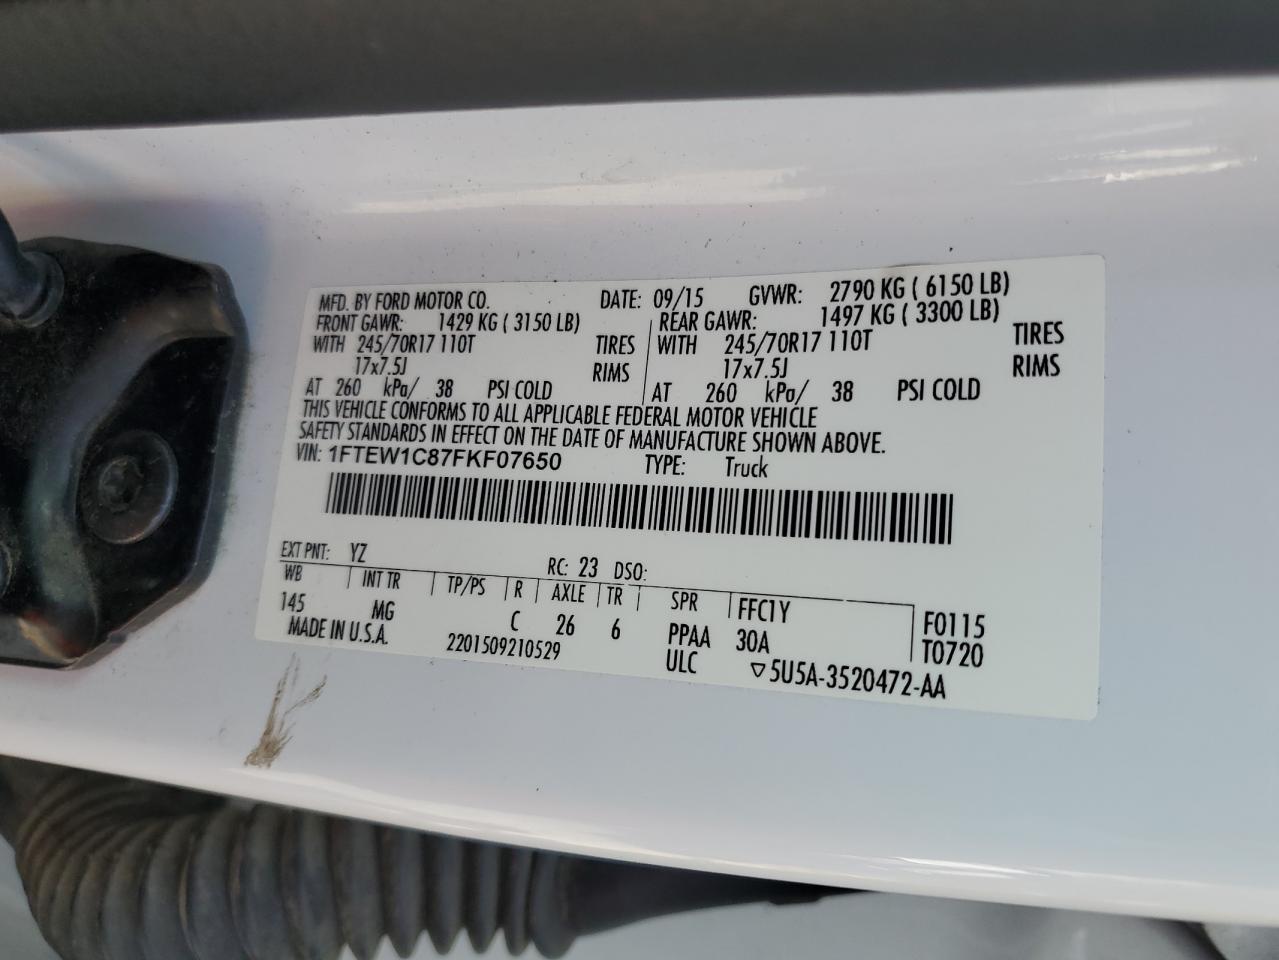 MFD. BY FORD MOTOR CO. DATE: 09/15 GVWR: 2790 KG ( 6150 LB)
FRONT GAWR: 1429 KG ( 3150 LB) REAR GAWR: 1497 KG ( 3300 LB)
WITH 245/70R17 110T TIRES WITH 245/70R17 110T TIRES
17x7.5J RIMS 17x7.5J RIMS
AT 260 kPa/ 38 PSI COLD AT 260 kPa/ 38 PSI COLD
THIS VEHICLE CONFORMS TO ALL APPLICABLE FEDERAL MOTOR VEHICLE
SAFETY STANDARDS IN EFFECT ON THE DATE OF MANUFACTURE SHOWN ABOVE.
VIN: 1FTEW1C87FKF07650 TYPE: Truck
EXT PNT: YZ RC: 23 DSO:
WB INT TR TP/PS R AXLE TR SPR FFC1Y F0115
145 MG C 26 6 PPAA 30A T0720
MADE IN U.S.A. 2201509210529 ULC ▽5U5A-3520472-AA